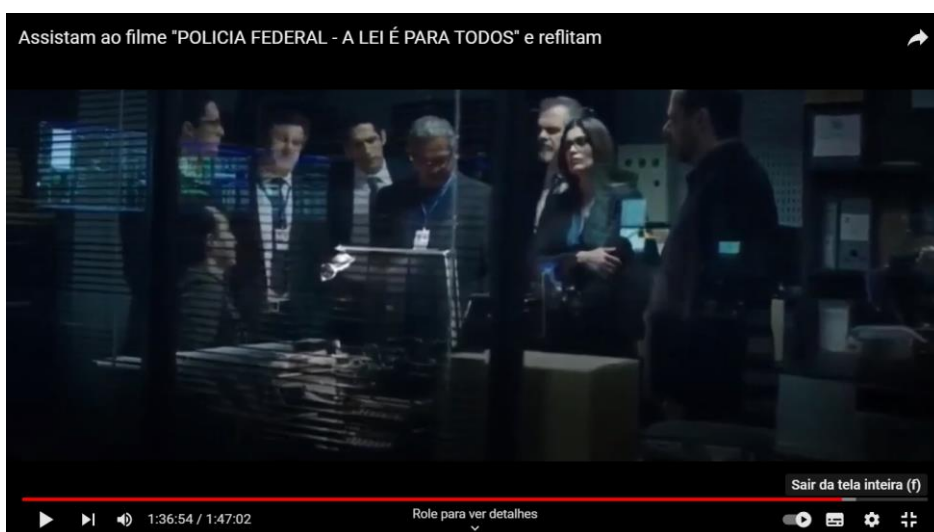 Assistam ao filme "POLICIA FEDERAL - A LEI É PARA TODOS" e reflitam
Sair da tela inteira (f)
1:36:54 / 1:47:02
Role para ver detalhes